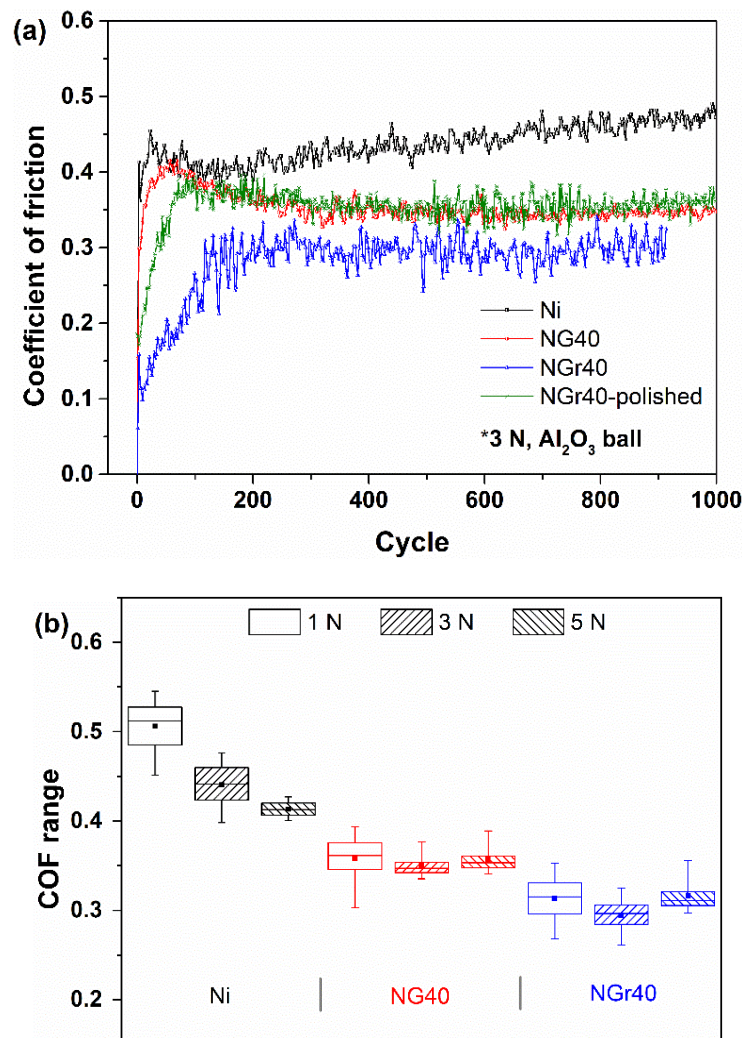 (a)
0.6
0.5
0.4
0.3
0.2
0.1
0.0
Coefficient of friction
Ni
NG40
NGr40
NGr40-polished
*3 N, Al₂O₃ ball
0 200 400 600 800 1000
Cycle
(b)
1 N 3 N 5 N
0.6
0.5
0.4
0.3
0.2
COF range
Ni NG40 NGr40